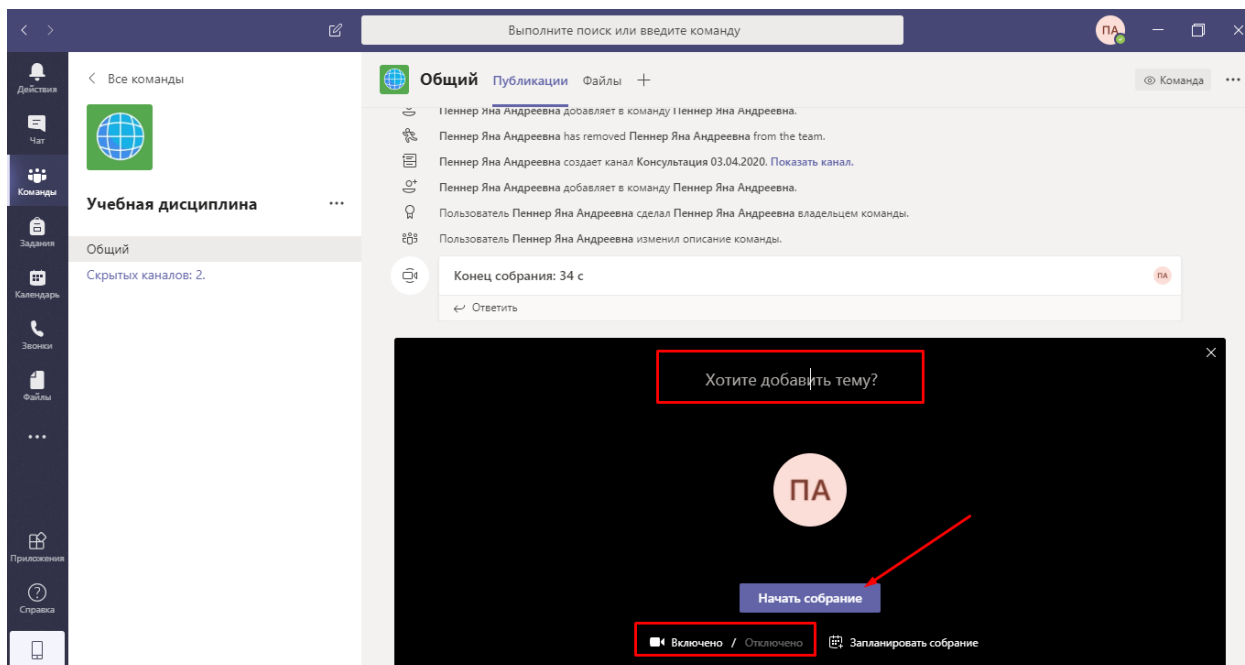 Выполните поиск или введите команду
ПА
Действия
Чат
Команды
Задания
Календарь
Звонки
Файлы
Приложения
Справка
Все команды
Учебная дисциплина
Общий
Скрытых каналов: 2.
Общий Публикации Файлы
Команда
Пеннер Яна Андреевна добавляет в команду Пеннер Яна Андреевна.
Пеннер Яна Андреевна has removed Пеннер Яна Андреевна from the team.
Пеннер Яна Андреевна создает канал Консультация 03.04.2020. Показать канал.
Пеннер Яна Андреевна добавляет в команду Пеннер Яна Андреевна.
Пользователь Пеннер Яна Андреевна сделал Пеннер Яна Андреевна владельцем команды.
Пользователь Пеннер Яна Андреевна изменил описание команды.
Конец собрания: 34 с
ПА
Ответить
Хотите добавить тему?
ПА
Начать собрание
Включено / Отключено
Запланировать собрание